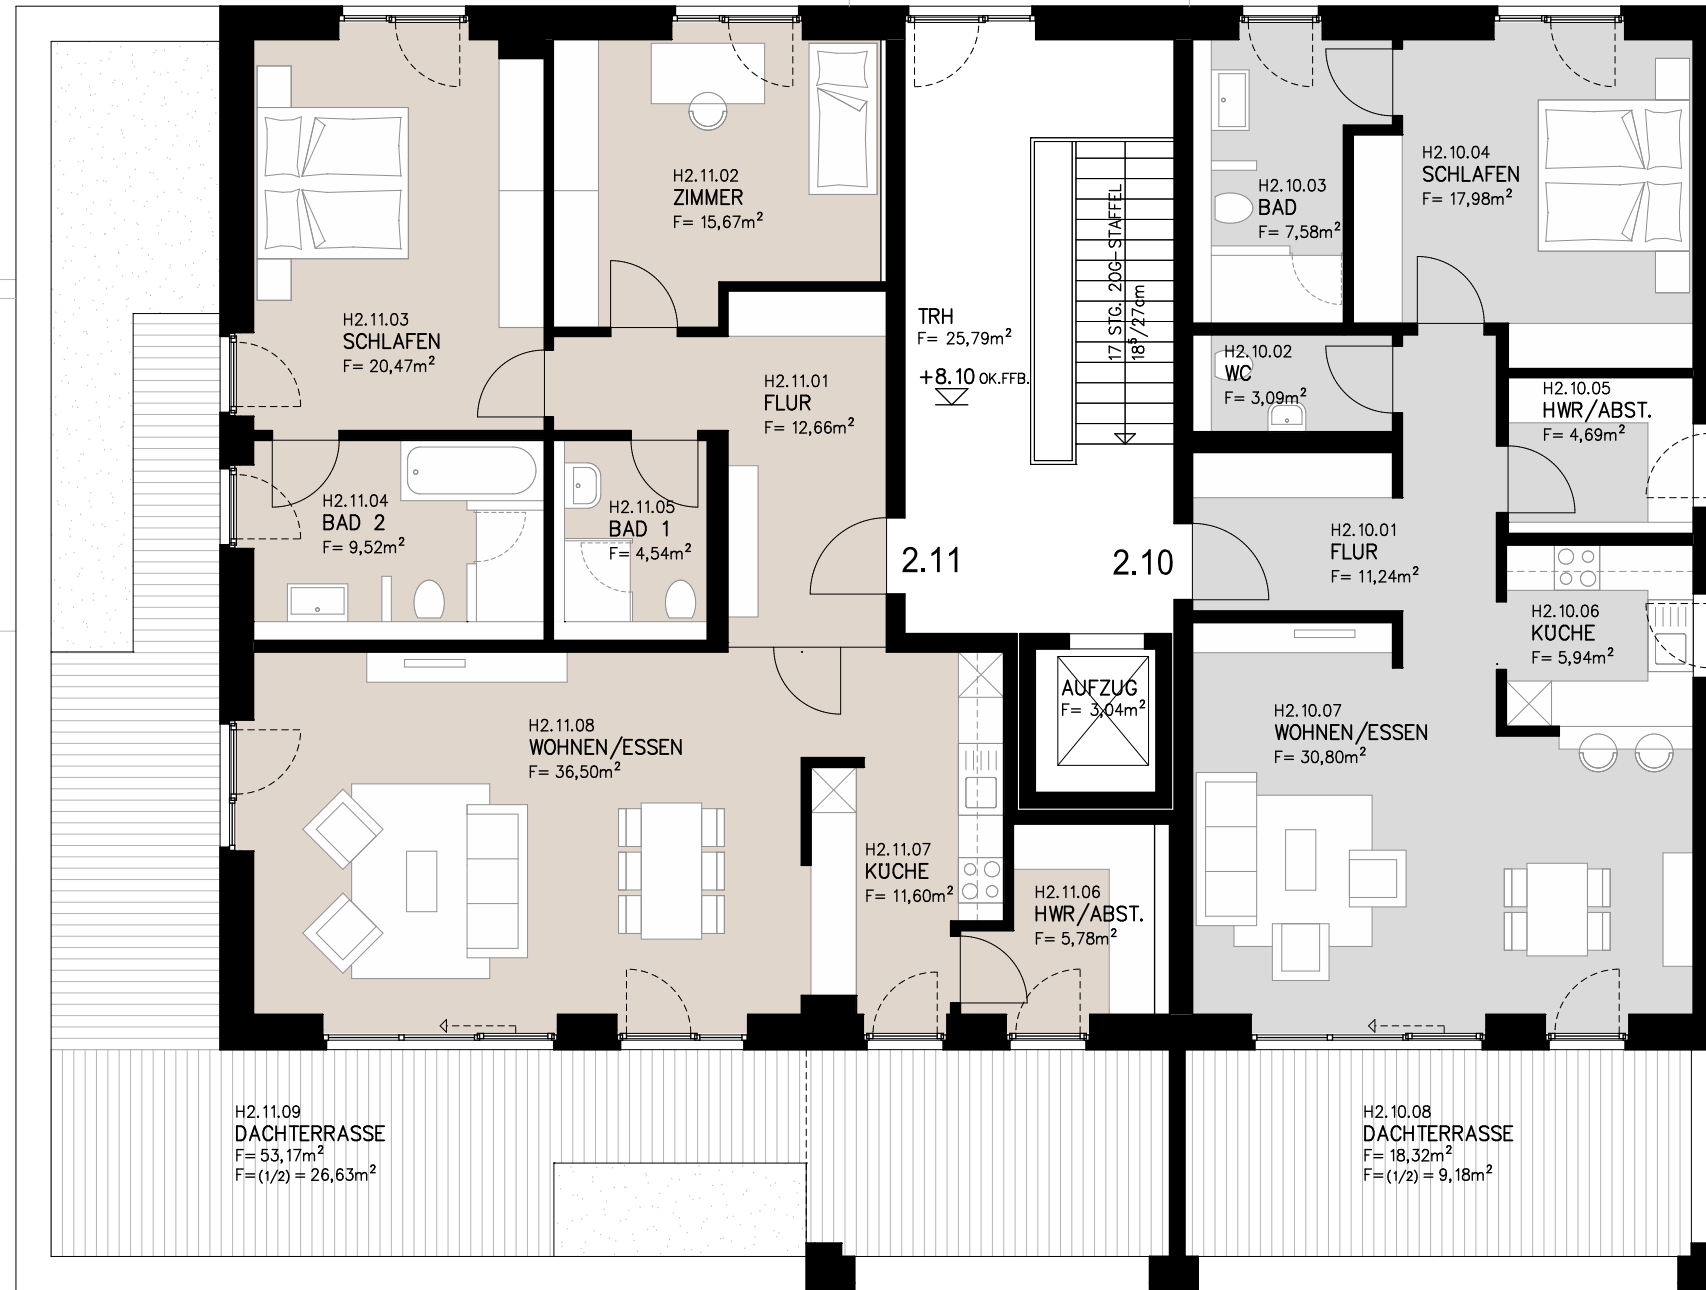 H2.11.02
ZIMMER
F= 15,67m²
H2.11.03
SCHLAFEN
F= 20,47m²
H2.11.01
FLUR
F= 12,66m²
H2.11.04
BAD 2
F= 9,52m²
H2.11.05
BAD 1
F= 4,54m²
H2.11.08
WOHNEN/ESSEN
F= 36,50m²
H2.11.07
KÜCHE
F= 11,60m²
H2.11.06
HWR/ABST.
F= 5,78m²
H2.11.09
DACHTERRASSE
F= 53,17m²
F=(1/2) = 26,63m²
TRH
F= 25,79m²
+8.10 OK.FFB.
17 STG. 2OG-STAFFEL
18⁵/27cm
2.11
2.10
AUFZUG
F= 3,04m²
H2.10.03
BAD
F= 7,58m²
H2.10.04
SCHLAFEN
F= 17,98m²
H2.10.02
WC
F= 3,09m²
H2.10.05
HWR/ABST.
F= 4,69m²
H2.10.01
FLUR
F= 11,24m²
H2.10.06
KÜCHE
F= 5,94m²
H2.10.07
WOHNEN/ESSEN
F= 30,80m²
H2.10.08
DACHTERRASSE
F= 18,32m²
F=(1/2) = 9,18m²